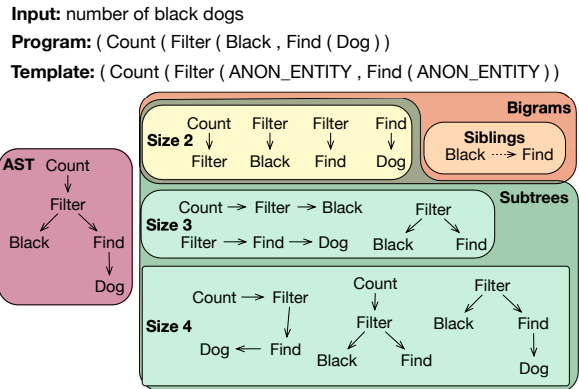 Input: number of black dogs
Program: ( Count ( Filter ( Black , Find ( Dog ) )
Template: ( Count ( Filter ( ANON_ENTITY , Find ( ANON_ENTITY ) )
Bigrams
Size 2
Count Filter Filter Find
Filter Black Find Dog
Siblings
Black Find
AST
Count
Filter
Black Find
Dog
Subtrees
Size 3
Count Filter Black
Filter Find Dog
Filter
Black Find
Size 4
Count Filter
Dog Find
Count
Filter
Black Find
Filter
Black Find
Dog